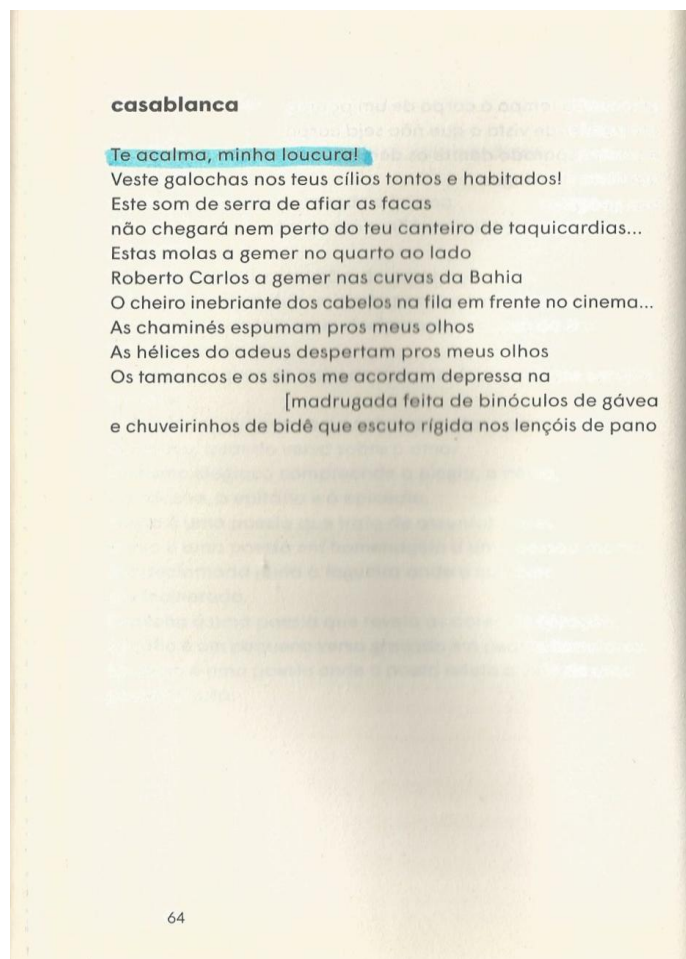 casablanca
Te acalma, minha loucura!
Veste galochas nos teus cílios tontos e habitados!
Este som de serra de afiar as facas
não chegará nem perto do teu canteiro de taquicardias...
Estas molas a gemer no quarto ao lado
Roberto Carlos a gemer nas curvas da Bahia
O cheiro inebriante dos cabelos na fila em frente no cinema...
As chaminés espumam pros meus olhos
As hélices do adeus despertam pros meus olhos
Os tamancos e os sinos me acordam depressa na
[madrugada feita de binóculos de gávea
e chuveirinhos de bidê que escuto rígida nos lençóis de pano
64